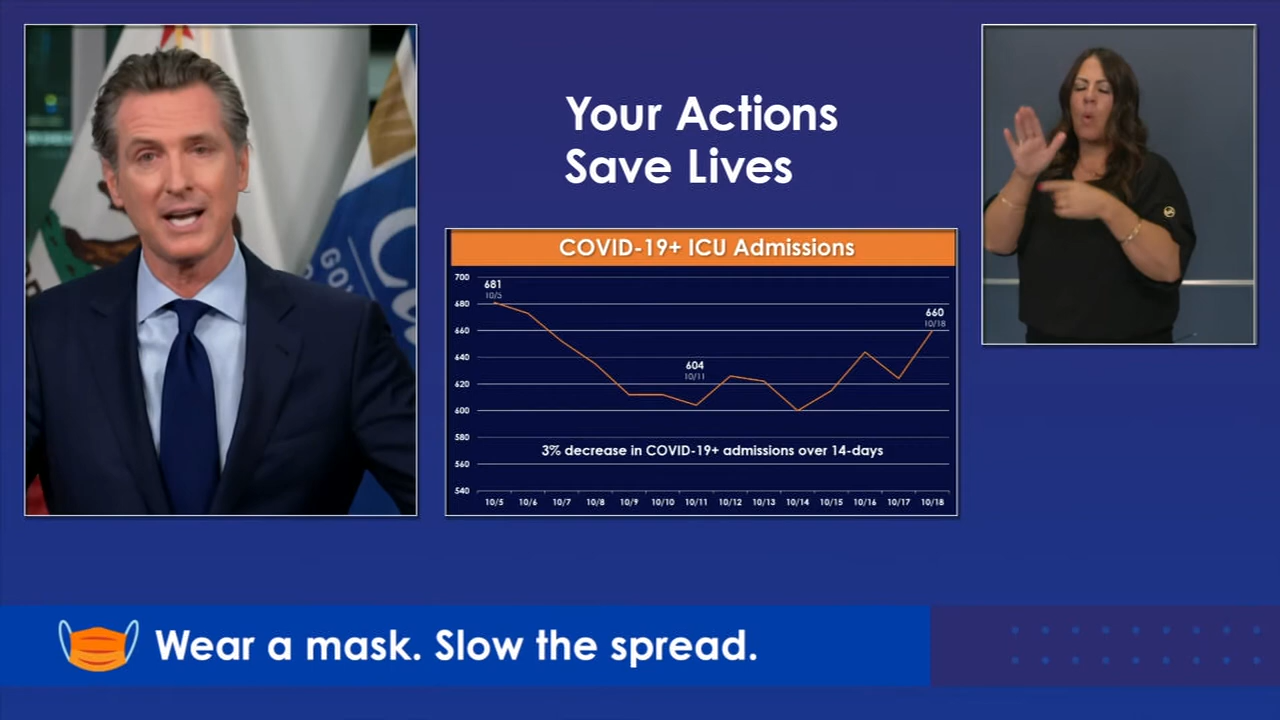 Your Actions
Save Lives
COVID-19+ ICU Admissions
700
680
660
640
620
600
580
560
540
681
10/5
604
10/11
660
10/18
3% decrease in COVID-19+ admissions over 14-days
10/5 10/6 10/7 10/8 10/9 10/10 10/11 10/12 10/13 10/14 10/15 10/16 10/17 10/18
Wear a mask. Slow the spread.